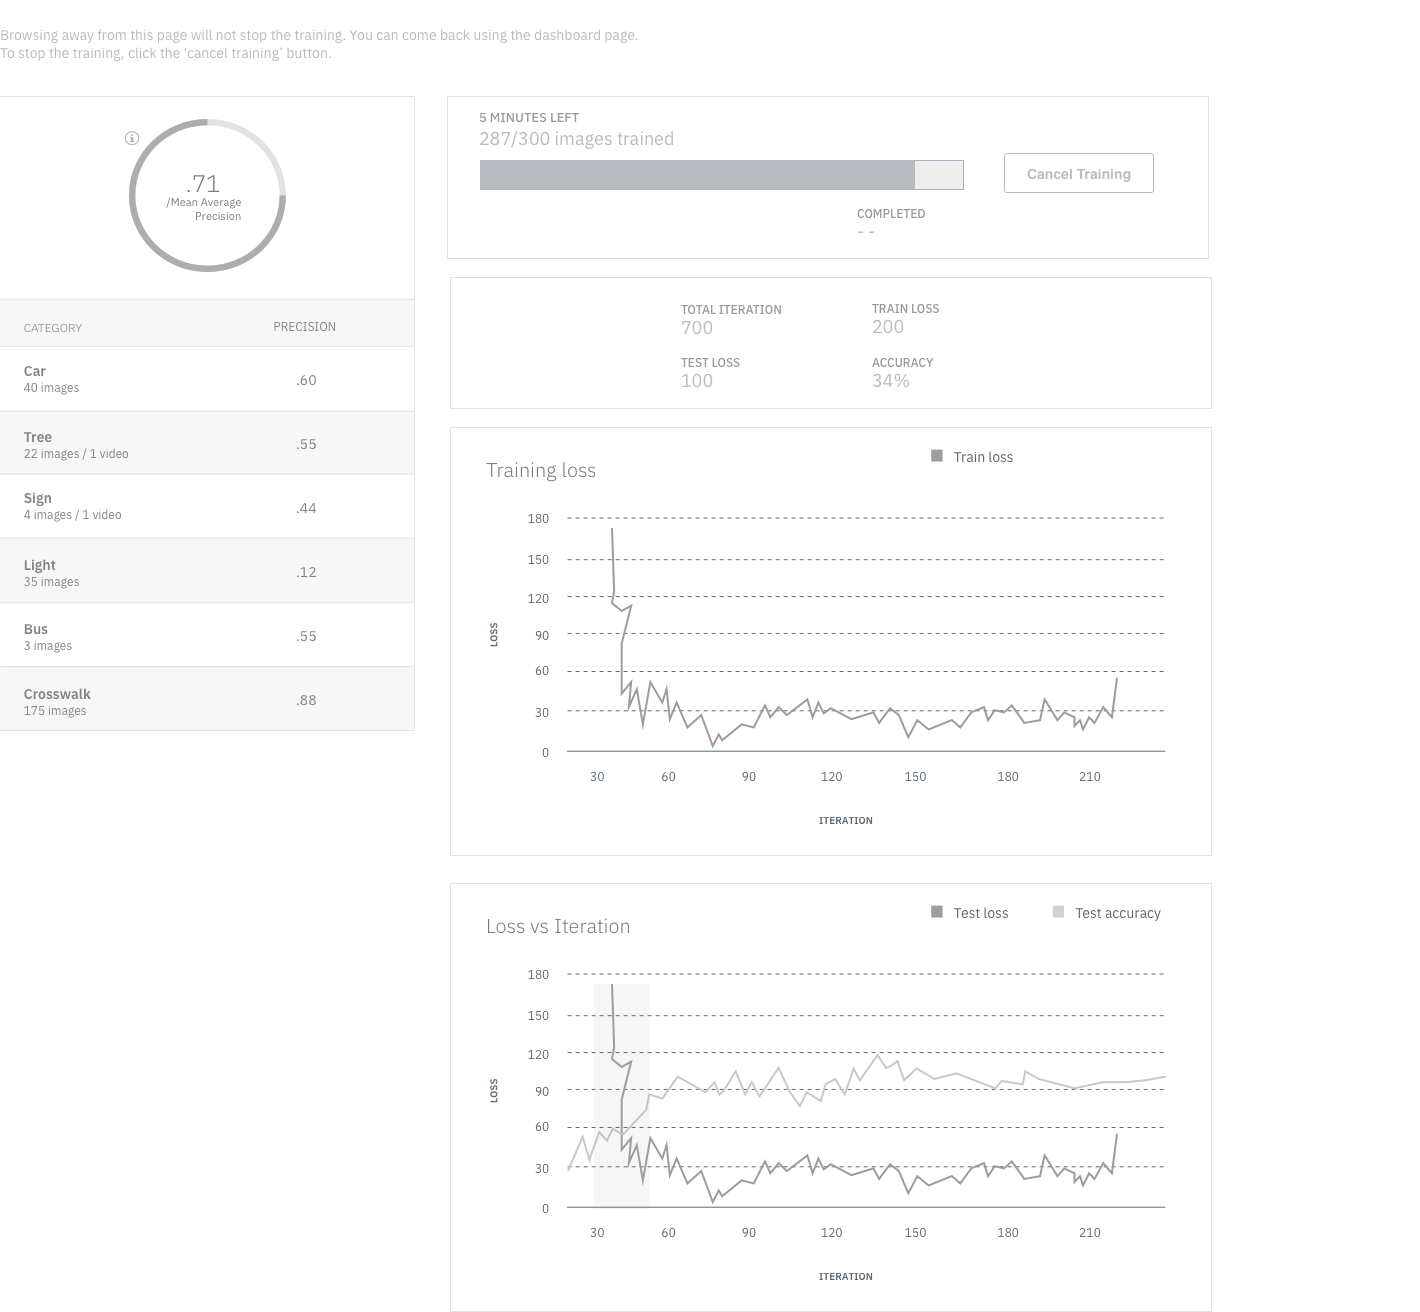 Browsing away from this page will not stop the training. You can come back using the dashboard page.
To stop the training, click the ‘cancel training’ button.
.71
/Mean Average
Precision
CATEGORY PRECISION
Car
40 images
.60
Tree
22 images / 1 video
.55
Sign
4 images / 1 video
.44
Light
35 images
.12
Bus
3 images
.55
Crosswalk
175 images
.88
5 MINUTES LEFT
287/300 images trained
Cancel Training
COMPLETED
- -
TOTAL ITERATION
700
TRAIN LOSS
200
TEST LOSS
100
ACCURACY
34%
Training loss
Train loss
180
150
120
90
60
30
0
LOSS
30 60 90 120 150 180 210
ITERATION
Loss vs Iteration
Test loss Test accuracy
180
150
120
90
60
30
0
LOSS
30 60 90 120 150 180 210
ITERATION